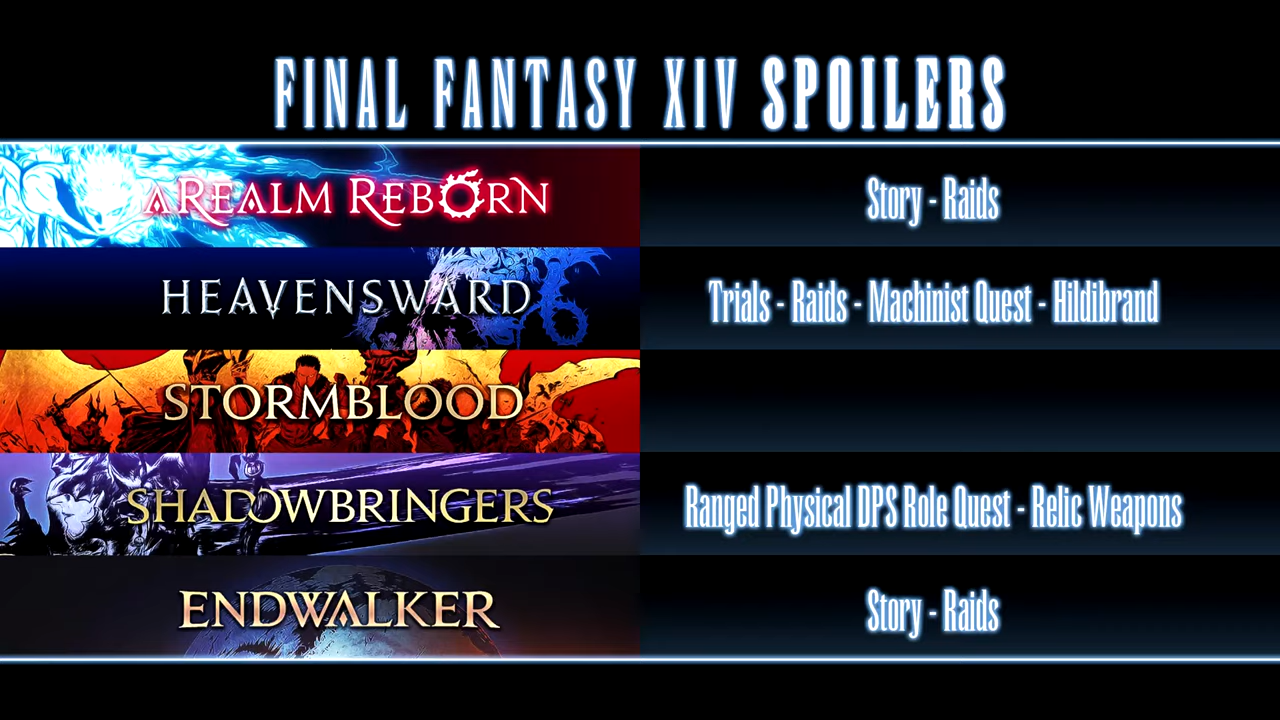 FINAL FANTASY XIV SPOILERS
A REALM REBORN
Story - Raids
HEAVENSWARD
Trials - Raids - Machinist Quest - Hildibrand
STORMBLOOD
SHADOWBRINGERS
Ranged Physical DPS Role Quest - Relic Weapons
ENDWALKER
Story - Raids